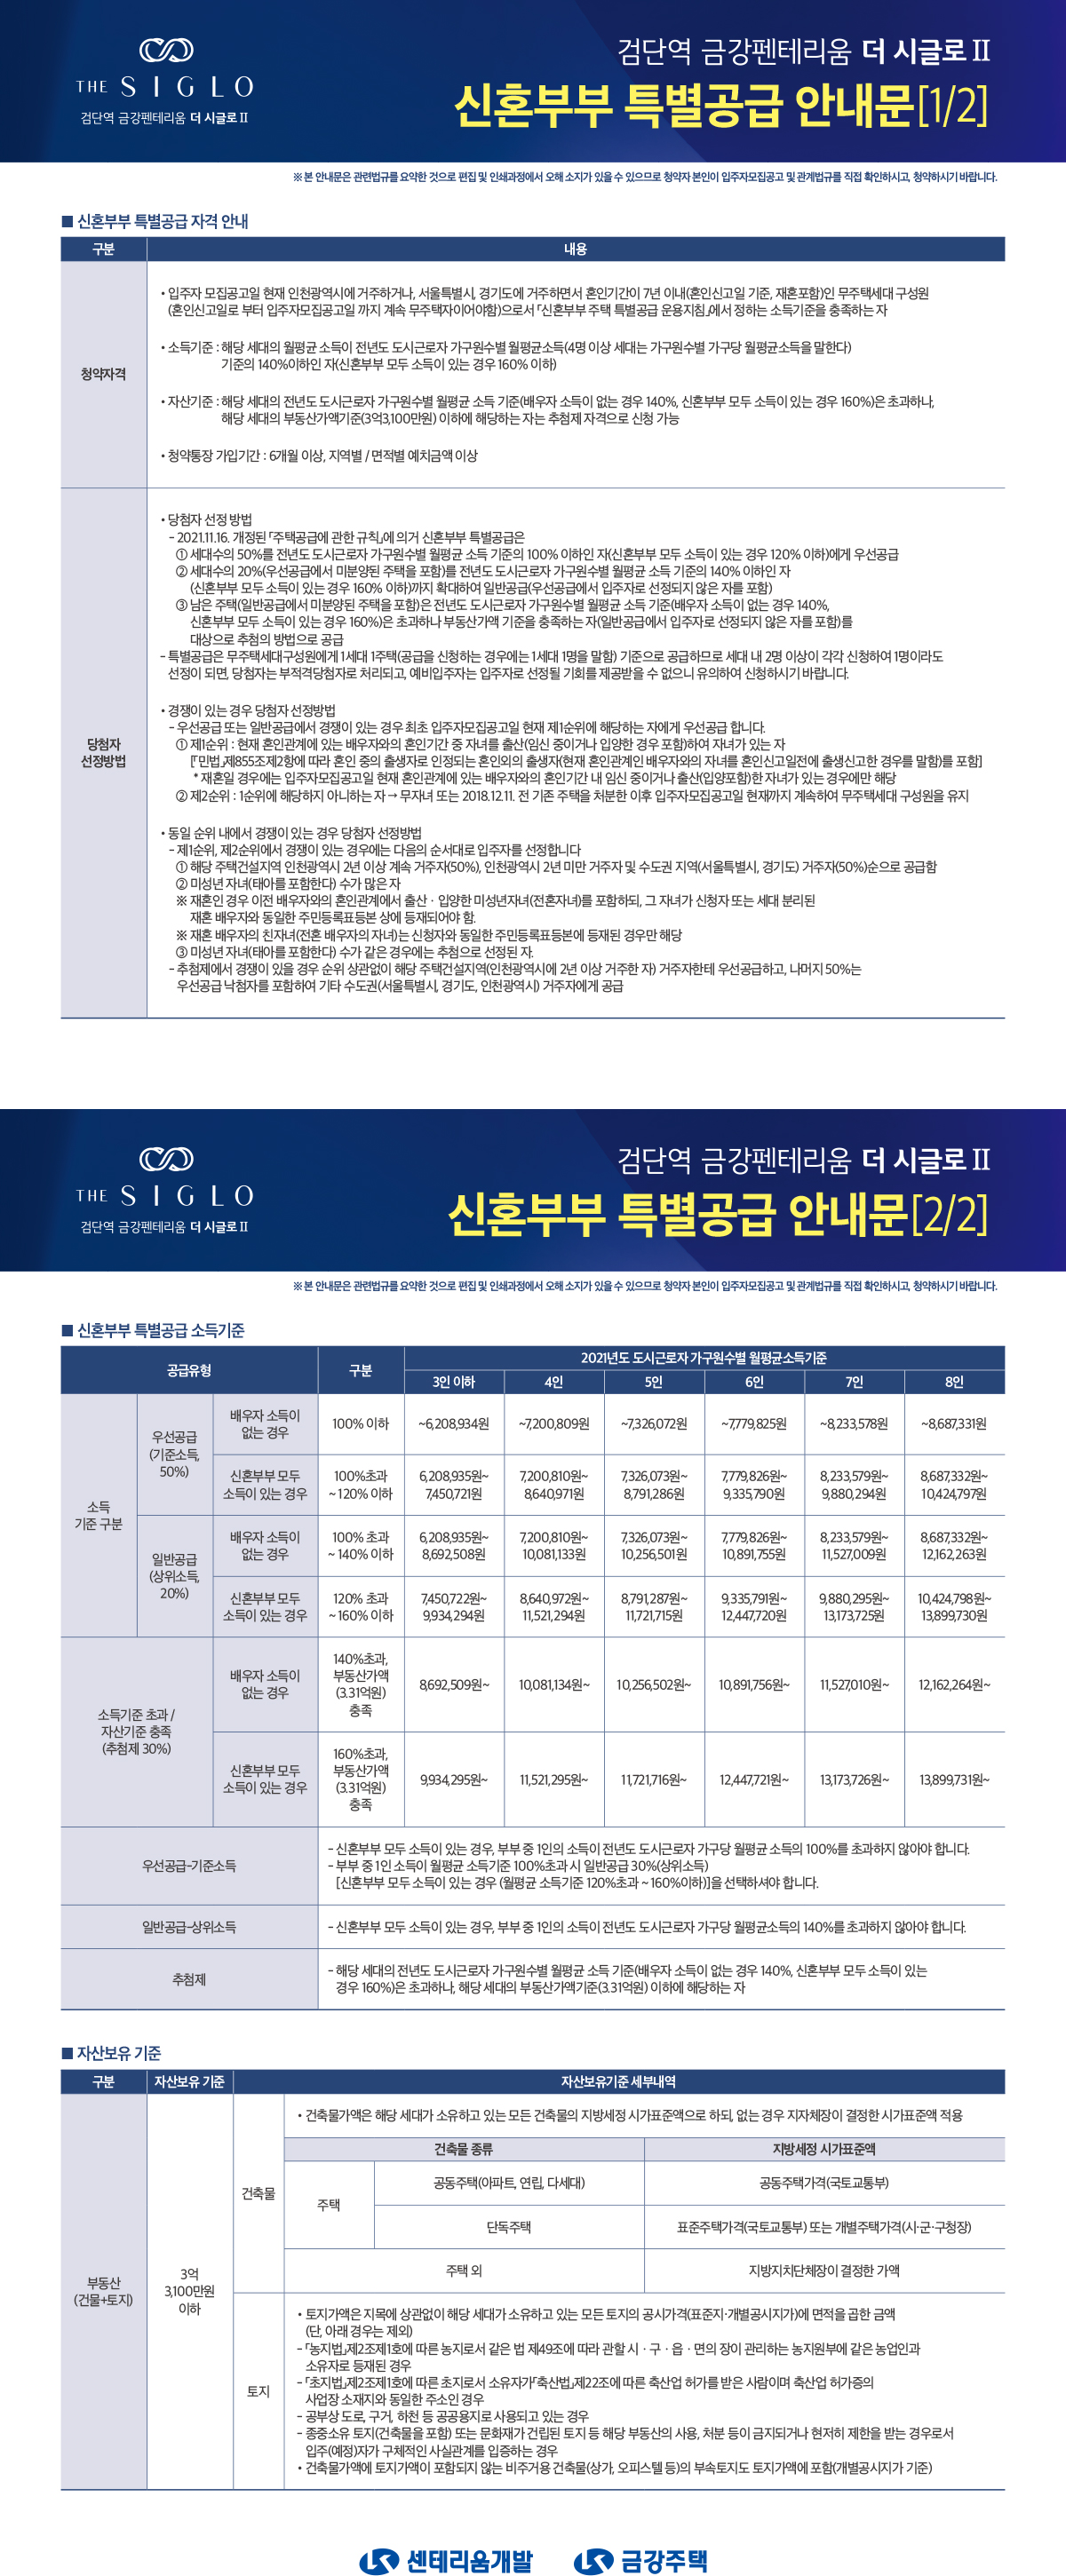 THE SIGLO
검단역 금강펜테리움 더 시글로Ⅱ
검단역 금강펜테리움 더 시글로Ⅱ
신혼부부 특별공급 안내문[1/2]
※ 본 안내문은 관련법규를 요약한 것으로 편집 및 인쇄과정에서 오해 소지가 있을 수 있으므로 청약자 본인이 입주자모집공고 및 관계법규를 직접 확인하시고, 청약하시기 바랍니다.
■ 신혼부부 특별공급 자격 안내
구분 내용
청약자격
• 입주자 모집공고일 현재 인천광역시에 거주하거나, 서울특별시, 경기도에 거주하면서 혼인기간이 7년 이내(혼인신고일 기준, 재혼포함)인 무주택세대 구성원
(혼인신고일로 부터 입주자모집공고일 까지 계속 무주택자이어야함)으로서 「신혼부부 주택 특별공급 운용지침」에서 정하는 소득기준을 충족하는 자
• 소득기준 : 해당 세대의 월평균 소득이 전년도 도시근로자 가구원수별 월평균소득(4명 이상 세대는 가구원수별 가구당 월평균소득을 말한다)
기준의 140%이하인 자(신혼부부 모두 소득이 있는 경우 160% 이하)
• 자산기준 : 해당 세대의 전년도 도시근로자 가구원수별 월평균 소득 기준(배우자 소득이 없는 경우 140%, 신혼부부 모두 소득이 있는 경우 160%)은 초과하나,
해당 세대의 부동산가액기준(3억3,100만원) 이하에 해당하는 자는 추첨제 자격으로 신청 가능
• 청약통장 가입기간 : 6개월 이상, 지역별 / 면적별 예치금액 이상
당첨자
선정방법
• 당첨자 선정 방법
- 2021.11.16. 개정된 「주택공급에 관한 규칙」에 의거 신혼부부 특별공급은
① 세대수의 50%를 전년도 도시근로자 가구원수별 월평균 소득 기준의 100% 이하인 자(신혼부부 모두 소득이 있는 경우 120% 이하)에게 우선공급
② 세대수의 20%(우선공급에서 미분양된 주택을 포함)를 전년도 도시근로자 가구원수별 월평균 소득 기준의 140% 이하인 자
(신혼부부 모두 소득이 있는 경우 160% 이하)까지 확대하여 일반공급(우선공급에서 입주자로 선정되지 않은 자를 포함)
③ 남은 주택(일반공급에서 미분양된 주택을 포함)은 전년도 도시근로자 가구원수별 월평균 소득 기준(배우자 소득이 없는 경우 140%,
신혼부부 모두 소득이 있는 경우 160%)은 초과하나 부동산가액 기준을 충족하는 자(일반공급에서 입주자로 선정되지 않은 자를 포함)를
대상으로 추첨의 방법으로 공급
- 특별공급은 무주택세대구성원에게 1세대 1주택(공급을 신청하는 경우에는 1세대 1명을 말함) 기준으로 공급하므로 세대 내 2명 이상이 각각 신청하여 1명이라도
선정이 되면, 당첨자는 부적격당첨자로 처리되고, 예비입주자는 입주자로 선정될 기회를 제공받을 수 없으니 유의하여 신청하시기 바랍니다.
• 경쟁이 있는 경우 당첨자 선정방법
- 우선공급 또는 일반공급에서 경쟁이 있는 경우 최초 입주자모집공고일 현재 제1순위에 해당하는 자에게 우선공급 합니다.
① 제1순위 : 현재 혼인관계에 있는 배우자와의 혼인기간 중 자녀를 출산(임신 중이거나 입양한 경우 포함)하여 자녀가 있는 자
[「민법」제855조제2항에 따라 혼인 중의 출생자로 인정되는 혼인외의 출생자(현재 혼인관계인 배우자와의 자녀를 혼인신고일전에 출생신고한 경우를 말함)를 포함]
* 재혼일 경우에는 입주자모집공고일 현재 혼인관계에 있는 배우자와의 혼인기간 내 임신 중이거나 출산(입양포함)한 자녀가 있는 경우에만 해당
② 제2순위 : 1순위에 해당하지 아니하는 자 → 무자녀 또는 2018.12.11. 전 기존 주택을 처분한 이후 입주자모집공고일 현재까지 계속하여 무주택세대 구성원을 유지
• 동일 순위 내에서 경쟁이 있는 경우 당첨자 선정방법
- 제1순위, 제2순위에서 경쟁이 있는 경우에는 다음의 순서대로 입주자를 선정합니다
① 해당 주택건설지역 인천광역시 2년 이상 계속 거주자(50%), 인천광역시 2년 미만 거주자 및 수도권 지역(서울특별시, 경기도) 거주자(50%)순으로 공급함
② 미성년 자녀(태아를 포함한다) 수가 많은 자
※ 재혼인 경우 이전 배우자와의 혼인관계에서 출산 · 입양한 미성년자녀(전혼자녀)를 포함하되, 그 자녀가 신청자 또는 세대 분리된
재혼 배우자와 동일한 주민등록표등본 상에 등재되어야 함.
※ 재혼 배우자의 친자녀(전혼 배우자의 자녀)는 신청자와 동일한 주민등록표등본에 등재된 경우만 해당
③ 미성년 자녀(태아를 포함한다) 수가 같은 경우에는 추첨으로 선정된 자.
- 추첨제에서 경쟁이 있을 경우 순위 상관없이 해당 주택건설지역(인천광역시에 2년 이상 거주한 자) 거주자한테 우선공급하고, 나머지 50%는
우선공급 낙첨자를 포함하여 기타 수도권(서울특별시, 경기도, 인천광역시) 거주자에게 공급
THE SIGLO
검단역 금강펜테리움 더 시글로Ⅱ
검단역 금강펜테리움 더 시글로Ⅱ
신혼부부 특별공급 안내문[2/2]
※ 본 안내문은 관련법규를 요약한 것으로 편집 및 인쇄과정에서 오해 소지가 있을 수 있으므로 청약자 본인이 입주자모집공고 및 관계법규를 직접 확인하시고, 청약하시기 바랍니다.
■ 신혼부부 특별공급 소득기준
공급유형 구분 2021년도 도시근로자 가구원수별 월평균소득기준
3인 이하 4인 5인 6인 7인 8인
소득
기준 구분
우선공급
(기준소득,
50%)
배우자 소득이
없는 경우
100% 이하 ~6,208,934원 ~7,200,809원 ~7,326,072원 ~7,779,825원 ~8,233,578원 ~8,687,331원
신혼부부 모두
소득이 있는 경우
100%초과
~ 120% 이하
6,208,935원~ 7,200,810원~ 7,326,073원~ 7,779,826원~ 8,233,579원~ 8,687,332원~
7,450,721원 8,640,971원 8,791,286원 9,335,790원 9,880,294원 10,424,797원
일반공급
(상위소득,
20%)
배우자 소득이
없는 경우
100% 초과
~ 140% 이하
6,208,935원~ 7,200,810원~ 7,326,073원~ 7,779,826원~ 8,233,579원~ 8,687,332원~
8,692,508원 10,081,133원 10,256,501원 10,891,755원 11,527,009원 12,162,263원
신혼부부 모두
소득이 있는 경우
120% 초과
~ 160% 이하
7,450,722원~ 8,640,972원~ 8,791,287원~ 9,335,791원~ 9,880,295원~ 10,424,798원~
9,934,294원 11,521,294원 11,721,715원 12,447,720원 13,173,725원 13,899,730원
소득기준 초과 /
자산기준 충족
(추첨제 30%)
배우자 소득이
없는 경우
140%초과,
부동산가액
(3.31억원)
충족
8,692,509원~ 10,081,134원~ 10,256,502원~ 10,891,756원~ 11,527,010원~ 12,162,264원~
신혼부부 모두
소득이 있는 경우
160%초과,
부동산가액
(3.31억원)
충족
9,934,295원~ 11,521,295원~ 11,721,716원~ 12,447,721원~ 13,173,726원~ 13,899,731원~
우선공급-기준소득
- 신혼부부 모두 소득이 있는 경우, 부부 중 1인의 소득이 전년도 도시근로자 가구당 월평균 소득의 100%를 초과하지 않아야 합니다.
- 부부 중 1인 소득이 월평균 소득기준 100%초과 시 일반공급 30%(상위소득)
[신혼부부 모두 소득이 있는 경우 (월평균 소득기준 120%초과 ~ 160%이하)]을 선택하셔야 합니다.
일반공급-상위소득
- 신혼부부 모두 소득이 있는 경우, 부부 중 1인의 소득이 전년도 도시근로자 가구당 월평균소득의 140%를 초과하지 않아야 합니다.
추첨제
- 해당 세대의 전년도 도시근로자 가구원수별 월평균 소득 기준(배우자 소득이 없는 경우 140%, 신혼부부 모두 소득이 있는
경우 160%)은 초과하나, 해당 세대의 부동산가액기준(3.31억원) 이하에 해당하는 자
■ 자산보유 기준
구분 자산보유 기준 자산보유기준 세부내역
부동산
(건물+토지)
3억
3,100만원
이하
건축물
• 건축물가액은 해당 세대가 소유하고 있는 모든 건축물의 지방세정 시가표준액으로 하되, 없는 경우 지자체장이 결정한 시가표준액 적용
건축물 종류 지방세정 시가표준액
주택
공동주택(아파트, 연립, 다세대) 공동주택가격(국토교통부)
단독주택 표준주택가격(국토교통부) 또는 개별주택가격(시·군·구청장)
주택 외 지방지치단체장이 결정한 가액
토지
• 토지가액은 지목에 상관없이 해당 세대가 소유하고 있는 모든 토지의 공시가격(표준지·개별공시지가)에 면적을 곱한 금액
(단, 아래 경우는 제외)
- 「농지법」제2조제1호에 따른 농지로서 같은 법 제49조에 따라 관할 시 · 구 · 읍 · 면의 장이 관리하는 농지원부에 같은 농업인과
소유자로 등재된 경우
- 「초지법」제2조제1호에 따른 초지로서 소유자가「축산법」제22조에 따른 축산업 허가를 받은 사람이며 축산업 허가증의
사업장 소재지와 동일한 주소인 경우
- 공부상 도로, 구거, 하천 등 공공용지로 사용되고 있는 경우
- 종중소유 토지(건축물을 포함) 또는 문화재가 건립된 토지 등 해당 부동산의 사용, 처분 등이 금지되거나 현저히 제한을 받는 경우로서
입주(예정)자가 구체적인 사실관계를 입증하는 경우
• 건축물가액에 토지가액이 포함되지 않는 비주거용 건축물(상가, 오피스텔 등)의 부속토지도 토지가액에 포함(개별공시지가 기준)
센테리움개발 금강주택